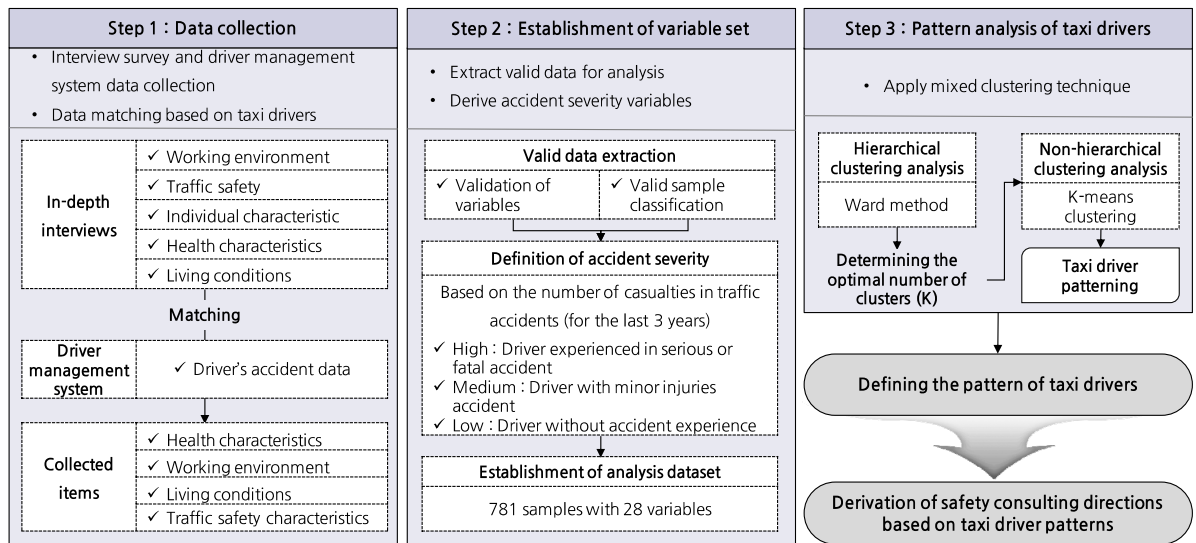 Step 1 : Data collection
• Interview survey and driver management
system data collection
• Data matching based on taxi drivers
In-depth
interviews
✓ Working environment
✓ Traffic safety
✓ Individual characteristic
✓ Health characteristics
✓ Living conditions
Matching
Driver
management
system
✓ Driver's accident data
Collected
items
✓ Health characteristics
✓ Working environment
✓ Living conditions
✓ Traffic safety characteristics
Step 2 : Establishment of variable set
• Extract valid data for analysis
• Derive accident severity variables
Valid data extraction
✓ Validation of
variables
✓ Valid sample
classification
Definition of accident severity
Based on the number of casualties in traffic
accidents (for the last 3 years)
✓ High : Driver experienced in serious or
fatal accident
✓ Medium : Driver with minor injuries
accident
✓ Low : Driver without accident experience
Establishment of analysis dataset
781 samples with 28 variables
Step 3 : Pattern analysis of taxi drivers
• Apply mixed clustering technique
Hierarchical
clustering analysis
Ward method
Determining the
optimal number of
clusters (K)
Non-hierarchical
clustering analysis
K-means
clustering
Taxi driver
patterning
Defining the pattern of taxi drivers
Derivation of safety consulting directions
based on taxi driver patterns